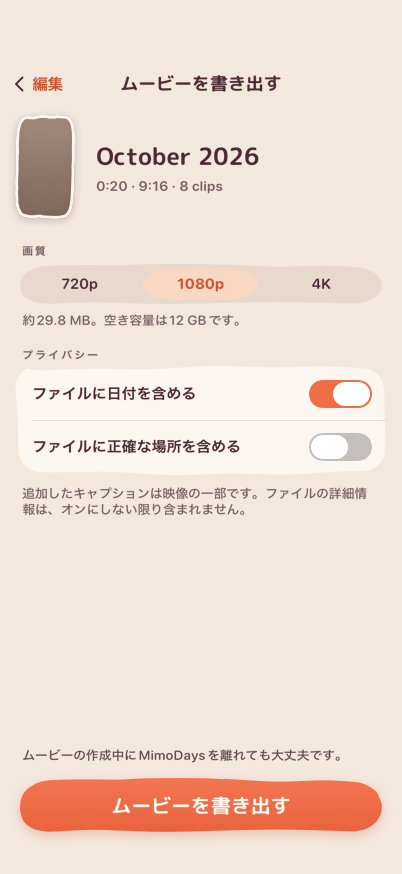 編集
ムービーを書き出す
October 2026
0:20 · 9:16 · 8 clips
画質
720p
1080p
4K
約29.8 MB。空き容量は12 GBです。
プライバシー
ファイルに日付を含める
ファイルに正確な場所を含める
追加したキャプションは映像の一部です。ファイルの詳細情
報は、オンにしない限り含まれません。
ムービーの作成中にMimoDaysを離れても大丈夫です。
ムービーを書き出す